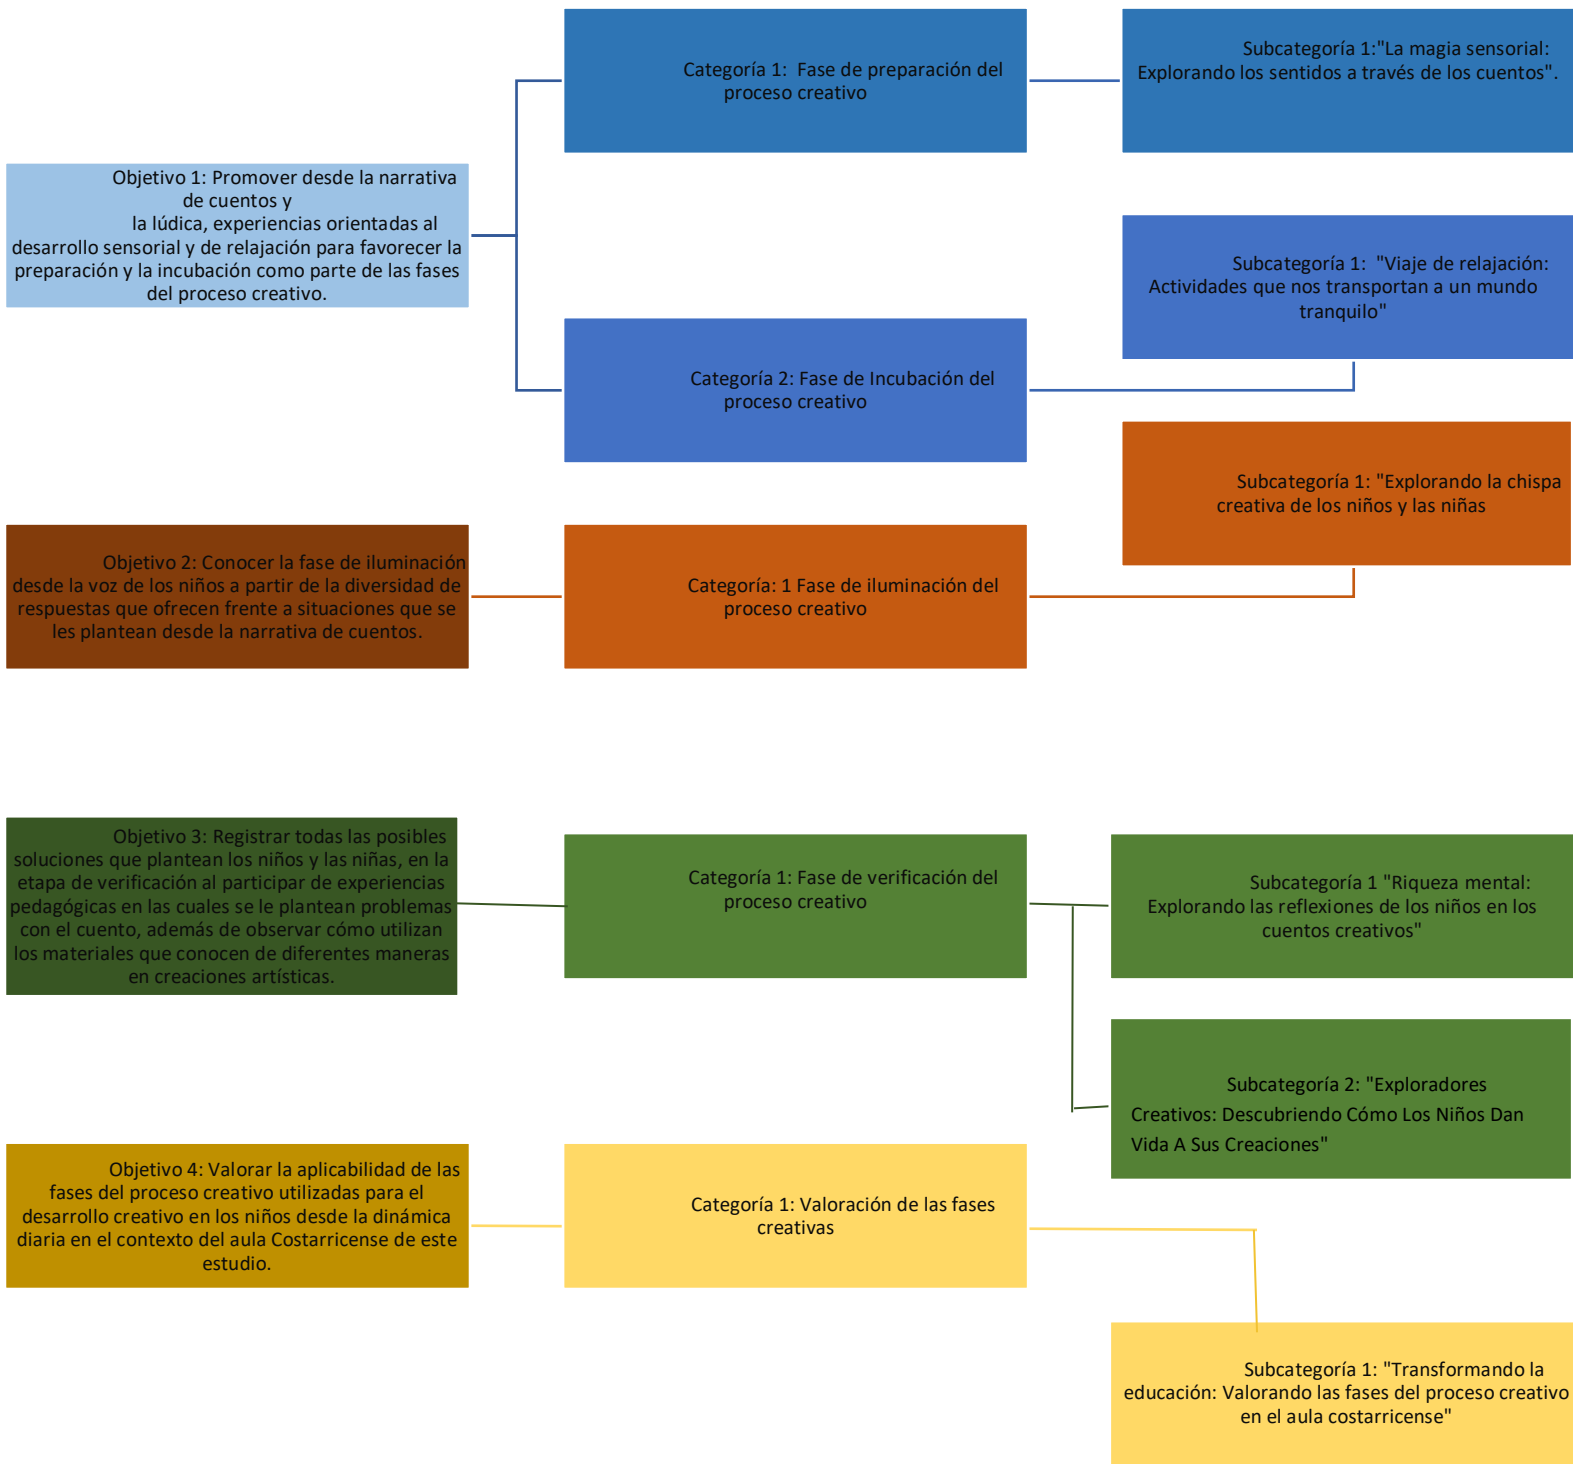 Objetivo 1: Promover desde la narrativa
de cuentos y
la lúdica, experiencias orientadas al
desarrollo sensorial y de relajación para favorecer la
preparación y la incubación como parte de las fases
del proceso creativo.
Categoría 1: Fase de preparación del
proceso creativo
Subcategoría 1:"La magia sensorial:
Explorando los sentidos a través de los cuentos".
Categoría 2: Fase de Incubación del
proceso creativo
Subcategoría 1: "Viaje de relajación:
Actividades que nos transportan a un mundo
tranquilo"
Objetivo 2: Conocer la fase de iluminación
desde la voz de los niños a partir de la diversidad de
respuestas que ofrecen frente a situaciones que se
les plantean desde la narrativa de cuentos.
Categoría: 1 Fase de iluminación del
proceso creativo
Subcategoría 1: "Explorando la chispa
creativa de los niños y las niñas
Objetivo 3: Registrar todas las posibles
soluciones que plantean los niños y las niñas, en la
etapa de verificación al participar de experiencias
pedagógicas en las cuales se le plantean problemas
con el cuento, además de observar cómo utilizan
los materiales que conocen de diferentes maneras
en creaciones artísticas.
Categoría 1: Fase de verificación del
proceso creativo
Subcategoría 1 "Riqueza mental:
Explorando las reflexiones de los niños en los
cuentos creativos"
Subcategoría 2: "Exploradores
Creativos: Descubriendo Cómo Los Niños Dan
Vida A Sus Creaciones"
Objetivo 4: Valorar la aplicabilidad de las
fases del proceso creativo utilizadas para el
desarrollo creativo en los niños desde la dinámica
diaria en el contexto del aula Costarricense de este
estudio.
Categoría 1: Valoración de las fases
creativas
Subcategoría 1: "Transformando la
educación: Valorando las fases del proceso creativo
en el aula costarricense"